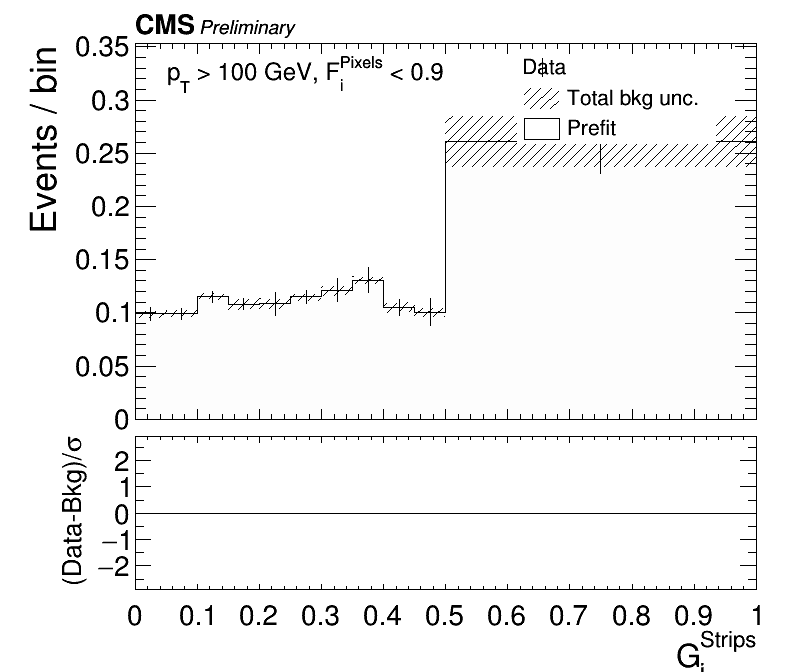 CMS Preliminary
0.35
0.3
0.25
0.2
0.15
0.1
0.05
0
Events / bin
p_T > 100 GeV, F_i^Pixels < 0.9
Data
Total bkg unc.
Prefit
2
1
0
−1
−2
(Data-Bkg)/σ
0 0.1 0.2 0.3 0.4 0.5 0.6 0.7 0.8 0.9 1
G_i^Strips